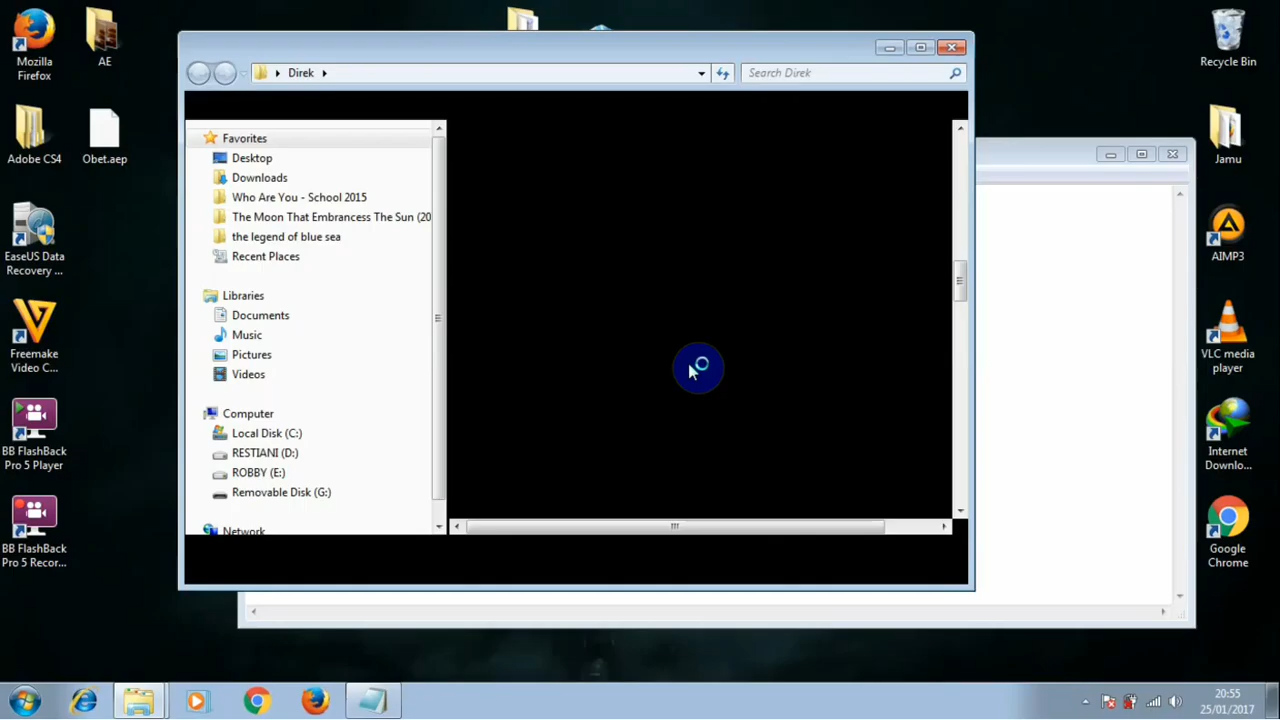 Mozilla
Firefox
AE
Adobe CS4
Obet.aep
EaseUS Data
Recovery ...
Freemake
Video C...
BB FlashBack
Pro 5 Player
BB FlashBack
Pro 5 Recor...
Direk
Search Direk
Favorites
Desktop
Downloads
Who Are You - School 2015
The Moon That Embrancess The Sun (20
the legend of blue sea
Recent Places
Libraries
Documents
Music
Pictures
Videos
Computer
Local Disk (C:)
RESTIANI (D:)
ROBBY (E:)
Removable Disk (G:)
Network
Recycle Bin
Jamu
AIMP3
VLC media
player
Internet
Downlo...
Google
Chrome
20:55
25/01/2017